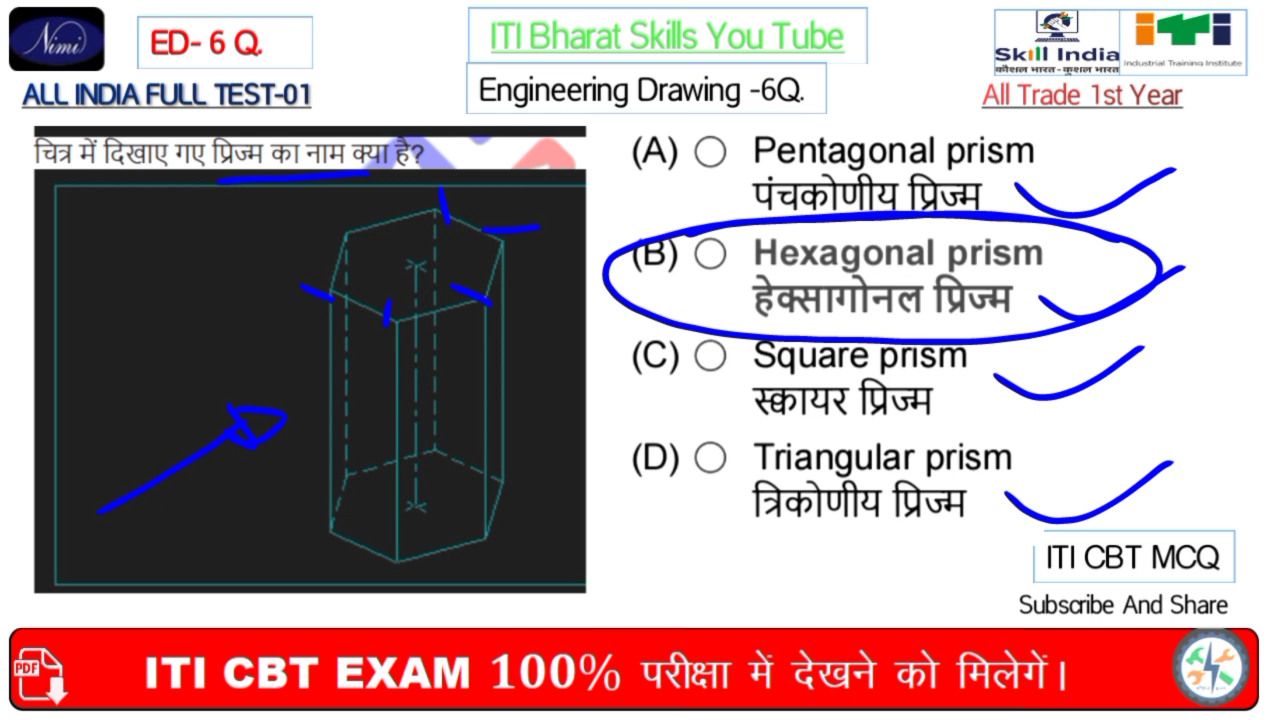 Nimi
ED- 6 Q.
ITI Bharat Skills You Tube
Skill India
कौशल भारत - कुशल भारत
iTi
Industrial Training Institute
ALL INDIA FULL TEST-01
Engineering Drawing -6Q.
All Trade 1st Year
चित्र में दिखाए गए प्रिज्म का नाम क्या है?
(A) Pentagonal prism
पंचकोणीय प्रिज्म
(B) Hexagonal prism
हेक्सागोनल प्रिज्म
(C) Square prism
स्क्वायर प्रिज्म
(D) Triangular prism
त्रिकोणीय प्रिज्म
ITI CBT MCQ
Subscribe And Share
PDF
ITI CBT EXAM 100% परीक्षा में देखने को मिलेगें।